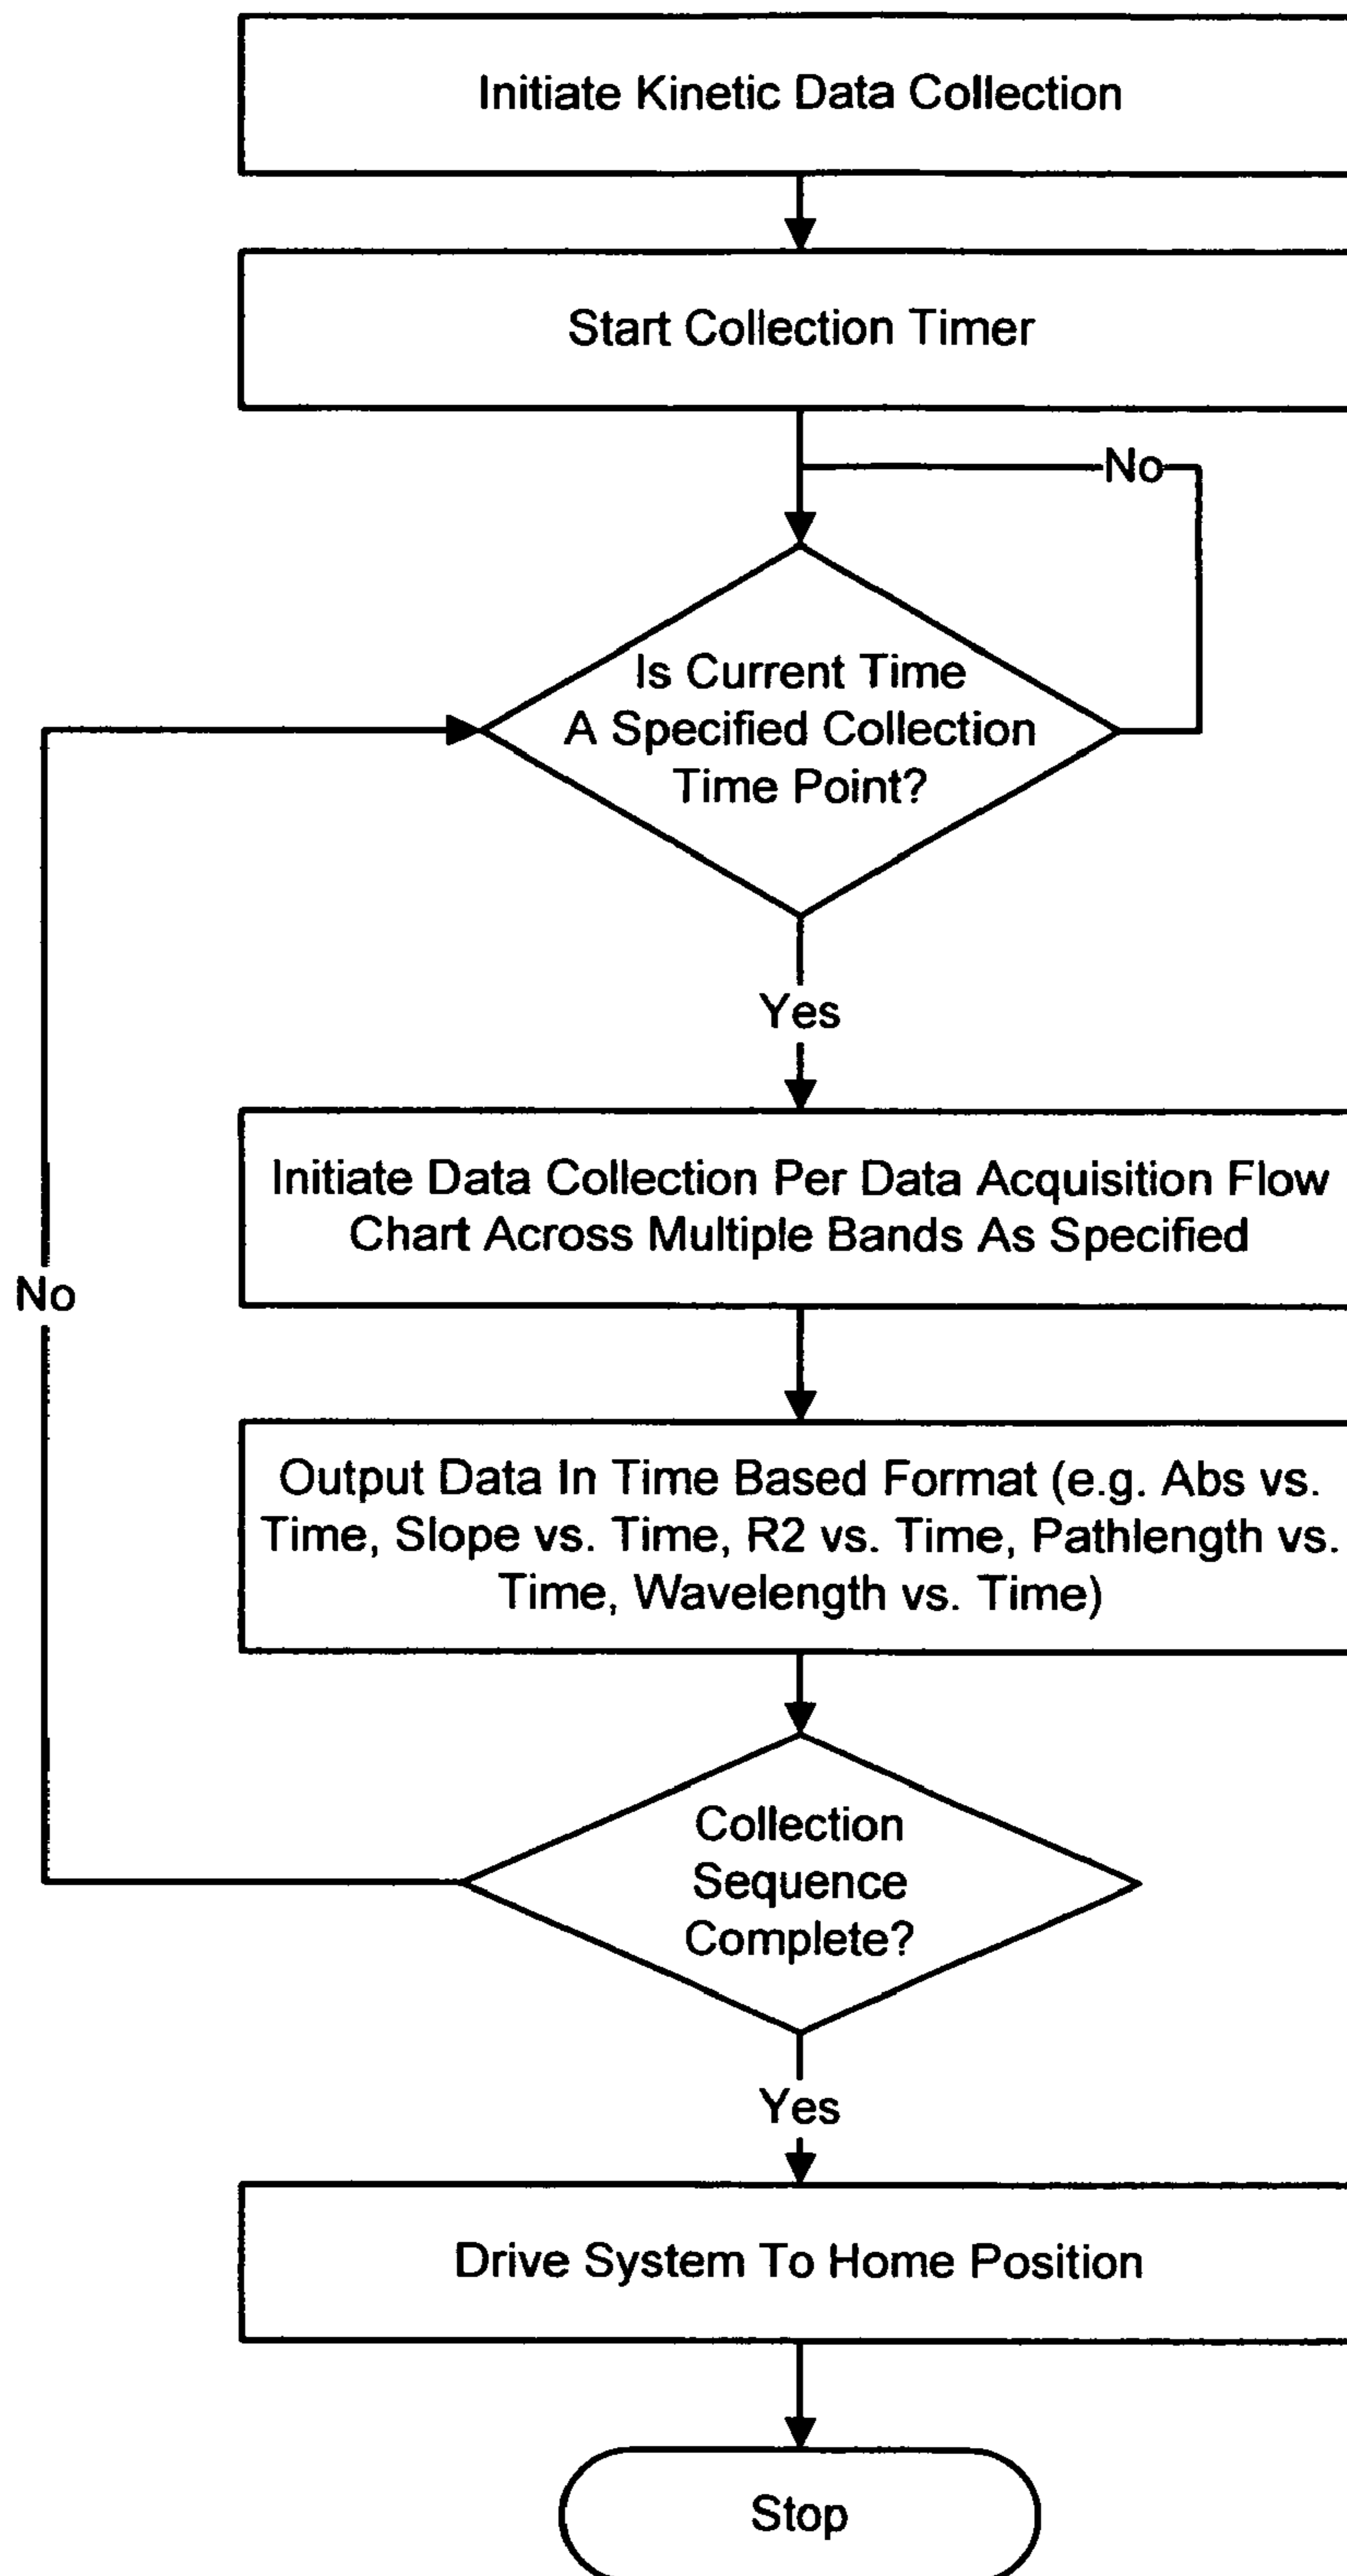 Initiate Kinetic Data Collection
Start Collection Timer
No
Is Current Time
A Specified Collection
Time Point?
Yes
Initiate Data Collection Per Data Acquisition Flow
Chart Across Multiple Bands As Specified
No
Output Data In Time Based Format (e.g. Abs vs.
Time, Slope vs. Time, R2 vs. Time, Pathlength vs.
Time, Wavelength vs. Time)
Collection
Sequence
Complete?
Yes
Drive System To Home Position
Stop